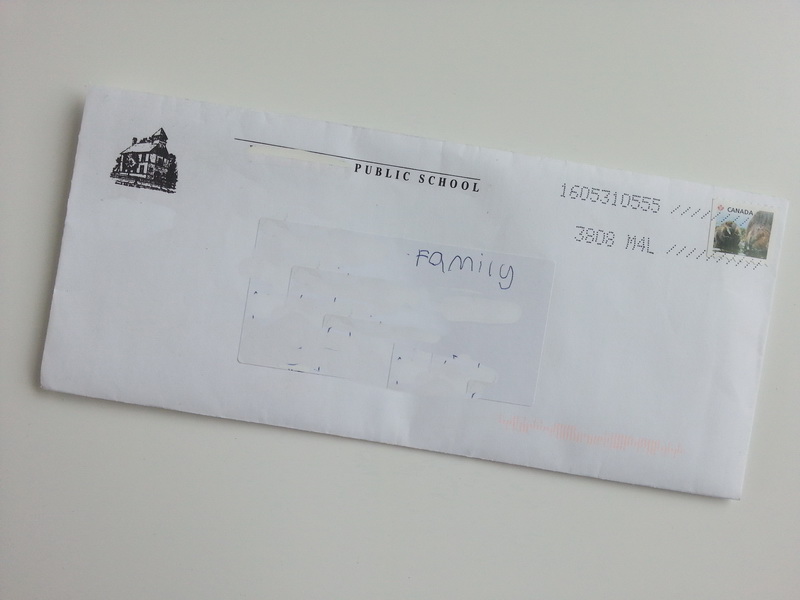 PUBLIC SCHOOL
1605310555
CANADA
3808 M4L
Family